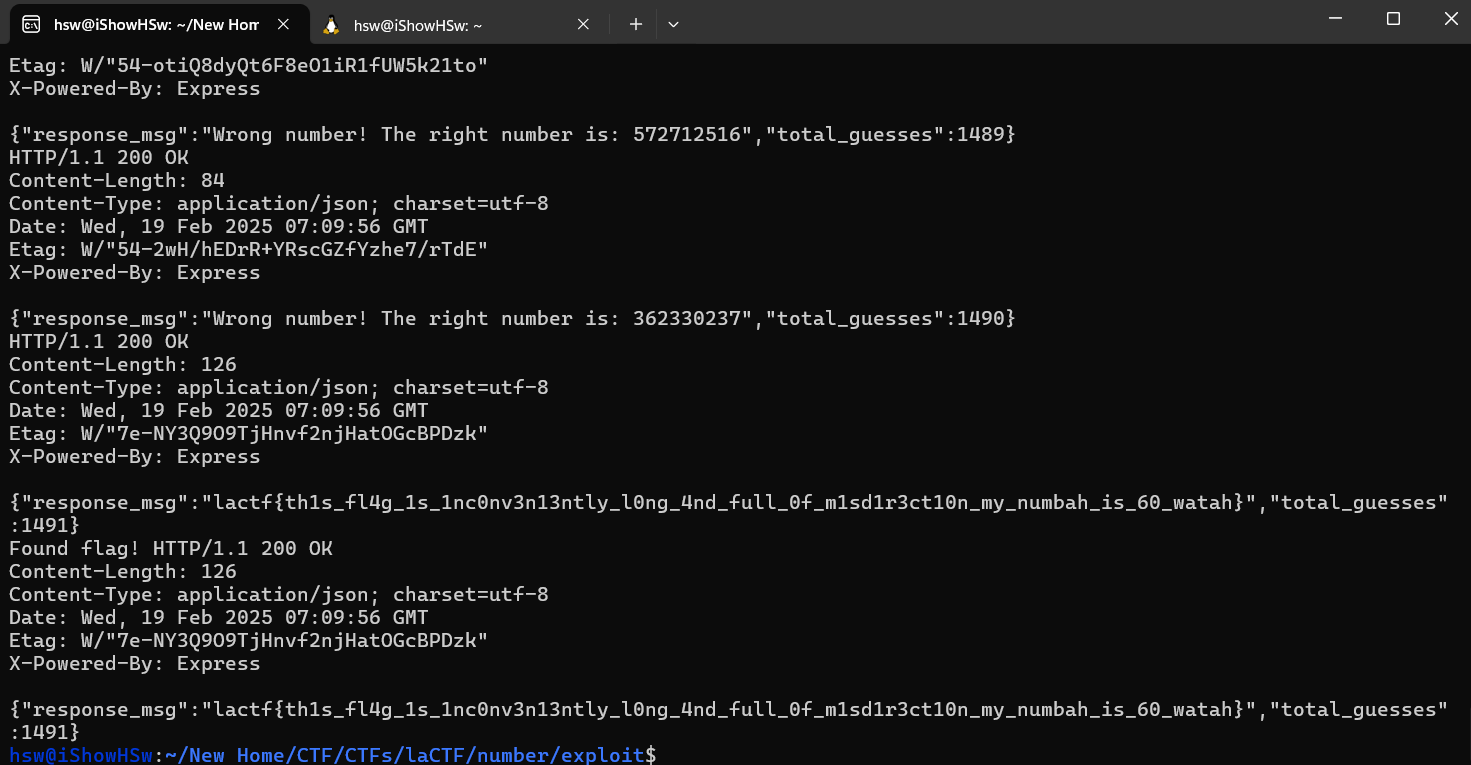 hsw@iShowHSw: ~/New Hom
hsw@iShowHSw: ~
Etag: W/"54-otiQ8dyQt6F8eO1iR1fUW5k21to"
X-Powered-By: Express
{"response_msg":"Wrong number! The right number is: 572712516","total_guesses":1489}
HTTP/1.1 200 OK
Content-Length: 84
Content-Type: application/json; charset=utf-8
Date: Wed, 19 Feb 2025 07:09:56 GMT
Etag: W/"54-2wH/hEDrR+YRscGZfYzhe7/rTdE"
X-Powered-By: Express
{"response_msg":"Wrong number! The right number is: 362330237","total_guesses":1490}
HTTP/1.1 200 OK
Content-Length: 126
Content-Type: application/json; charset=utf-8
Date: Wed, 19 Feb 2025 07:09:56 GMT
Etag: W/"7e-NY3Q9O9TjHnvf2njHatOGcBPDzk"
X-Powered-By: Express
{"response_msg":"lactf{th1s_fl4g_1s_1nc0nv3n13ntly_l0ng_4nd_full_0f_m1sd1r3ct10n_my_numbah_is_60_watah}","total_guesses"
:1491}
Found flag! HTTP/1.1 200 OK
Content-Length: 126
Content-Type: application/json; charset=utf-8
Date: Wed, 19 Feb 2025 07:09:56 GMT
Etag: W/"7e-NY3Q9O9TjHnvf2njHatOGcBPDzk"
X-Powered-By: Express
{"response_msg":"lactf{th1s_fl4g_1s_1nc0nv3n13ntly_l0ng_4nd_full_0f_m1sd1r3ct10n_my_numbah_is_60_watah}","total_guesses"
:1491}
hsw@iShowHSw:~/New Home/CTF/CTFs/laCTF/number/exploit$